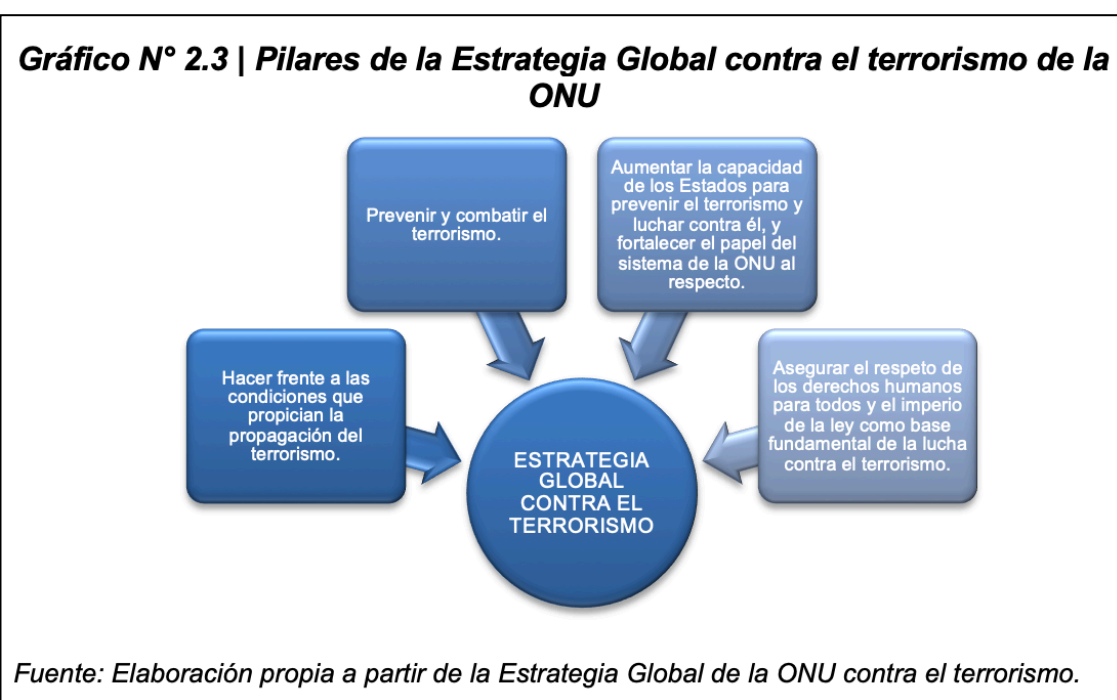 Gráfico N° 2.3 | Pilares de la Estrategia Global contra el terrorismo de la
ONU
Hacer frente a las
condiciones que
propician la
propagación del
terrorismo.
Prevenir y combatir el
terrorismo.
Aumentar la capacidad
de los Estados para
prevenir el terrorismo y
luchar contra él, y
fortalecer el papel del
sistema de la ONU al
respecto.
Asegurar el respeto de
los derechos humanos
para todos y el imperio
de la ley como base
fundamental de la lucha
contra el terrorismo.
ESTRATEGIA
GLOBAL
CONTRA EL
TERRORISMO
Fuente: Elaboración propia a partir de la Estrategia Global de la ONU contra el terrorismo.